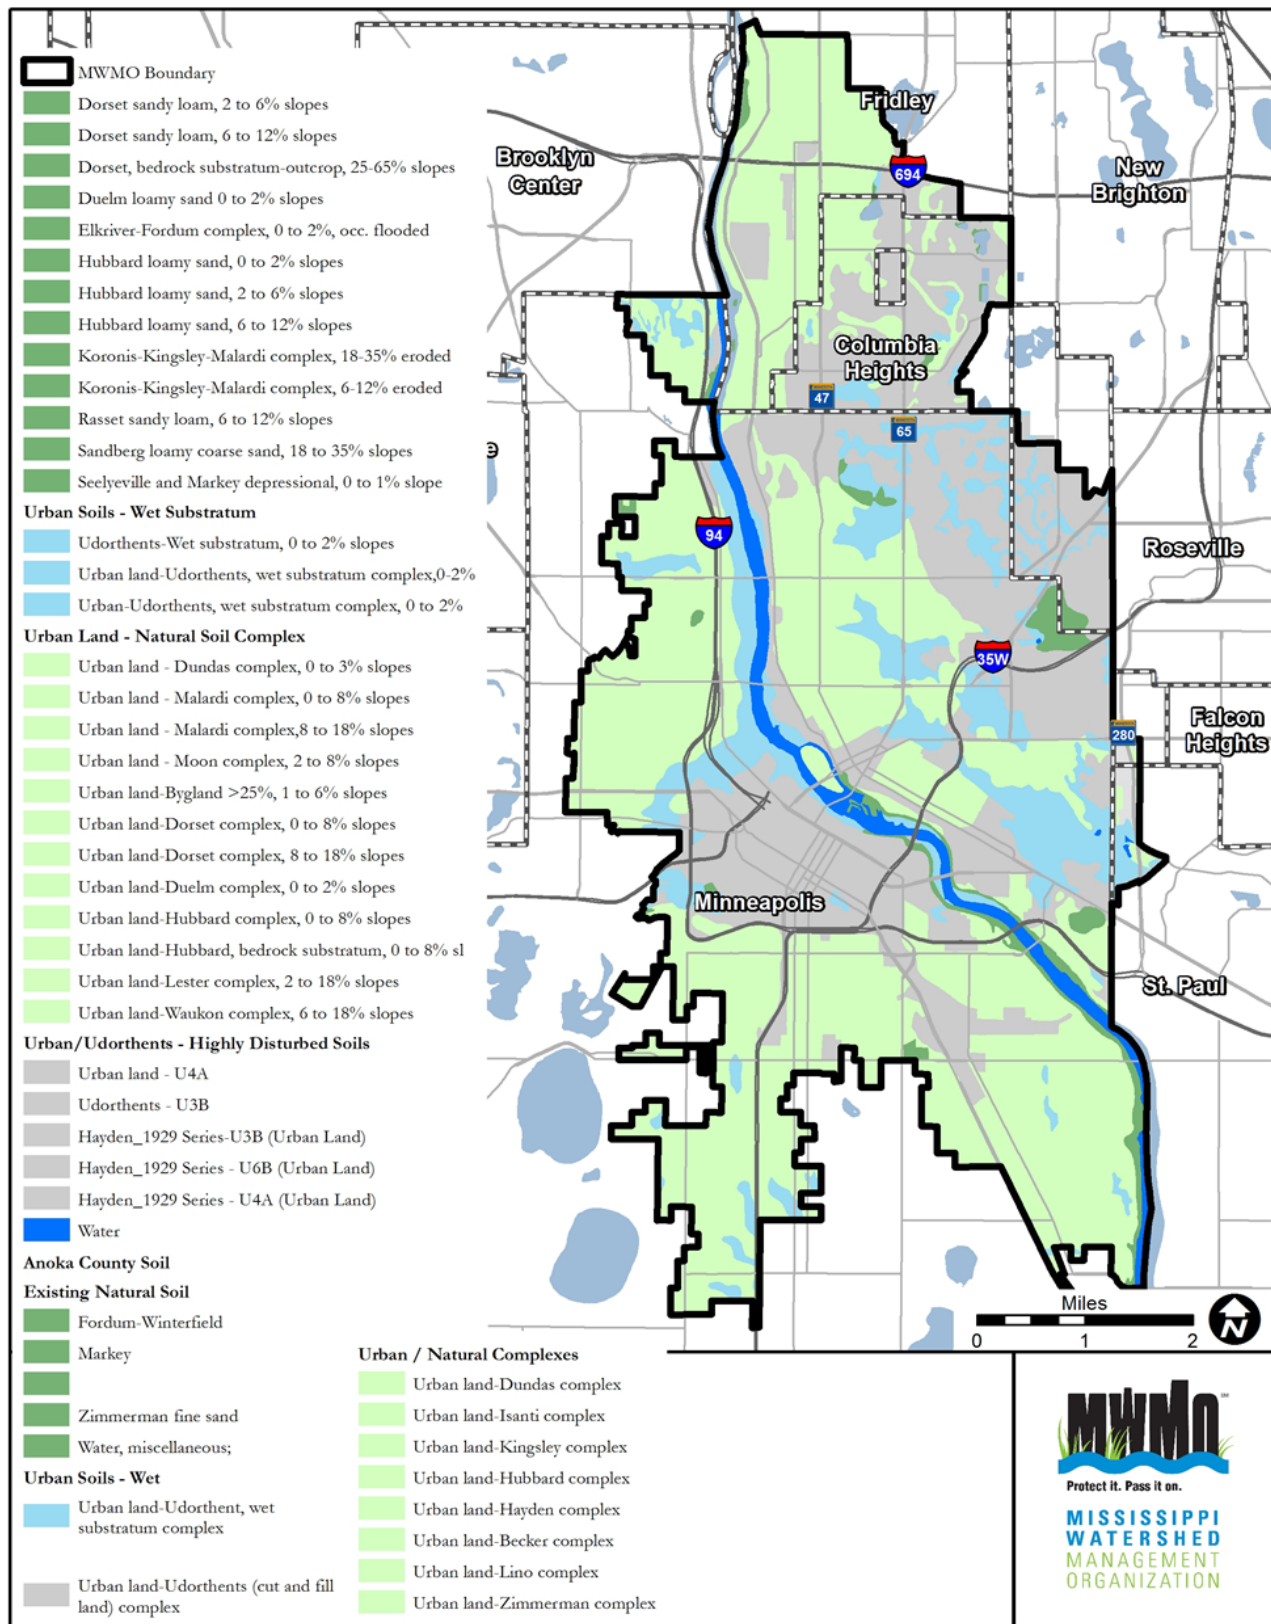 MWMO Boundary
Dorset sandy loam, 2 to 6% slopes
Dorset sandy loam, 6 to 12% slopes
Dorset, bedrock substratum-outcrop, 25-65% slopes
Duelm loamy sand 0 to 2% slopes
Elkriver-Fordum complex, 0 to 2%, occ. flooded
Hubbard loamy sand, 0 to 2% slopes
Hubbard loamy sand, 2 to 6% slopes
Hubbard loamy sand, 6 to 12% slopes
Koronis-Kingsley-Malardi complex, 18-35% eroded
Koronis-Kingsley-Malardi complex, 6-12% eroded
Rasset sandy loam, 6 to 12% slopes
Sandberg loamy coarse sand, 18 to 35% slopes
Seelyeville and Markey depressional, 0 to 1% slope
Urban Soils - Wet Substratum
Udorthents-Wet substratum, 0 to 2% slopes
Urban land-Udorthents, wet substratum complex,0-2%
Urban-Udorthents, wet substratum complex, 0 to 2%
Urban Land - Natural Soil Complex
Urban land - Dundas complex, 0 to 3% slopes
Urban land - Malardi complex, 0 to 8% slopes
Urban land - Malardi complex,8 to 18% slopes
Urban land - Moon complex, 2 to 8% slopes
Urban land-Bygland >25%, 1 to 6% slopes
Urban land-Dorset complex, 0 to 8% slopes
Urban land-Dorset complex, 8 to 18% slopes
Urban land-Duelm complex, 0 to 2% slopes
Urban land-Hubbard complex, 0 to 8% slopes
Urban land-Hubbard, bedrock substratum, 0 to 8% sl
Urban land-Lester complex, 2 to 18% slopes
Urban land-Waukon complex, 6 to 18% slopes
Urban/Udorthents - Highly Disturbed Soils
Urban land - U4A
Udorthents - U3B
Hayden_1929 Series-U3B (Urban Land)
Hayden_1929 Series - U6B (Urban Land)
Hayden_1929 Series - U4A (Urban Land)
Water
Anoka County Soil
Existing Natural Soil
Fordum-Winterfield
Markey
Zimmerman fine sand
Water, miscellaneous;
Urban Soils - Wet
Urban land-Udorthent, wet
substratum complex
Urban land-Udorthents (cut and fill
land) complex
Urban / Natural Complexes
Urban land-Dundas complex
Urban land-Isanti complex
Urban land-Kingsley complex
Urban land-Hubbard complex
Urban land-Hayden complex
Urban land-Becker complex
Urban land-Lino complex
Urban land-Zimmerman complex
Fridley
Brooklyn
Center
694
New
Brighton
Columbia
Heights
47
65
e
94
Roseville
35W
280
Falcon
Heights
Minneapolis
St. Paul
Miles
0 1 2
N
MWMO
SM
Protect it. Pass it on.
MISSISSIPPI
WATERSHED
MANAGEMENT
ORGANIZATION